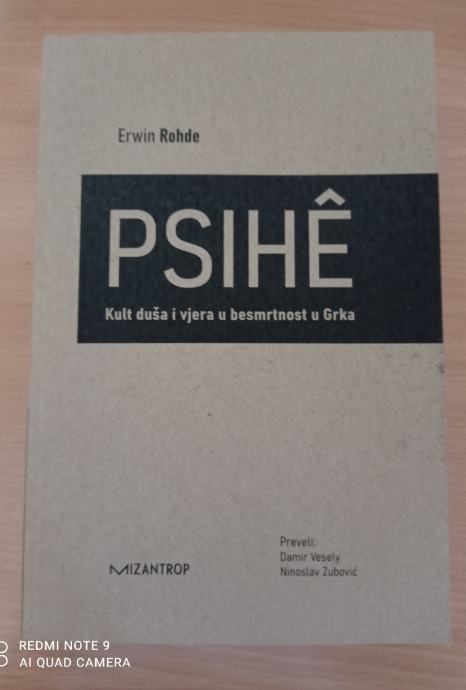 Erwin Rohde
PSIHÊ
Kult duša i vjera u besmrtnost u Grka
Preveli:
Damir Vesely
Ninoslav Zubović
MIZANTROP
REDMI NOTE 9
AI QUAD CAMERA